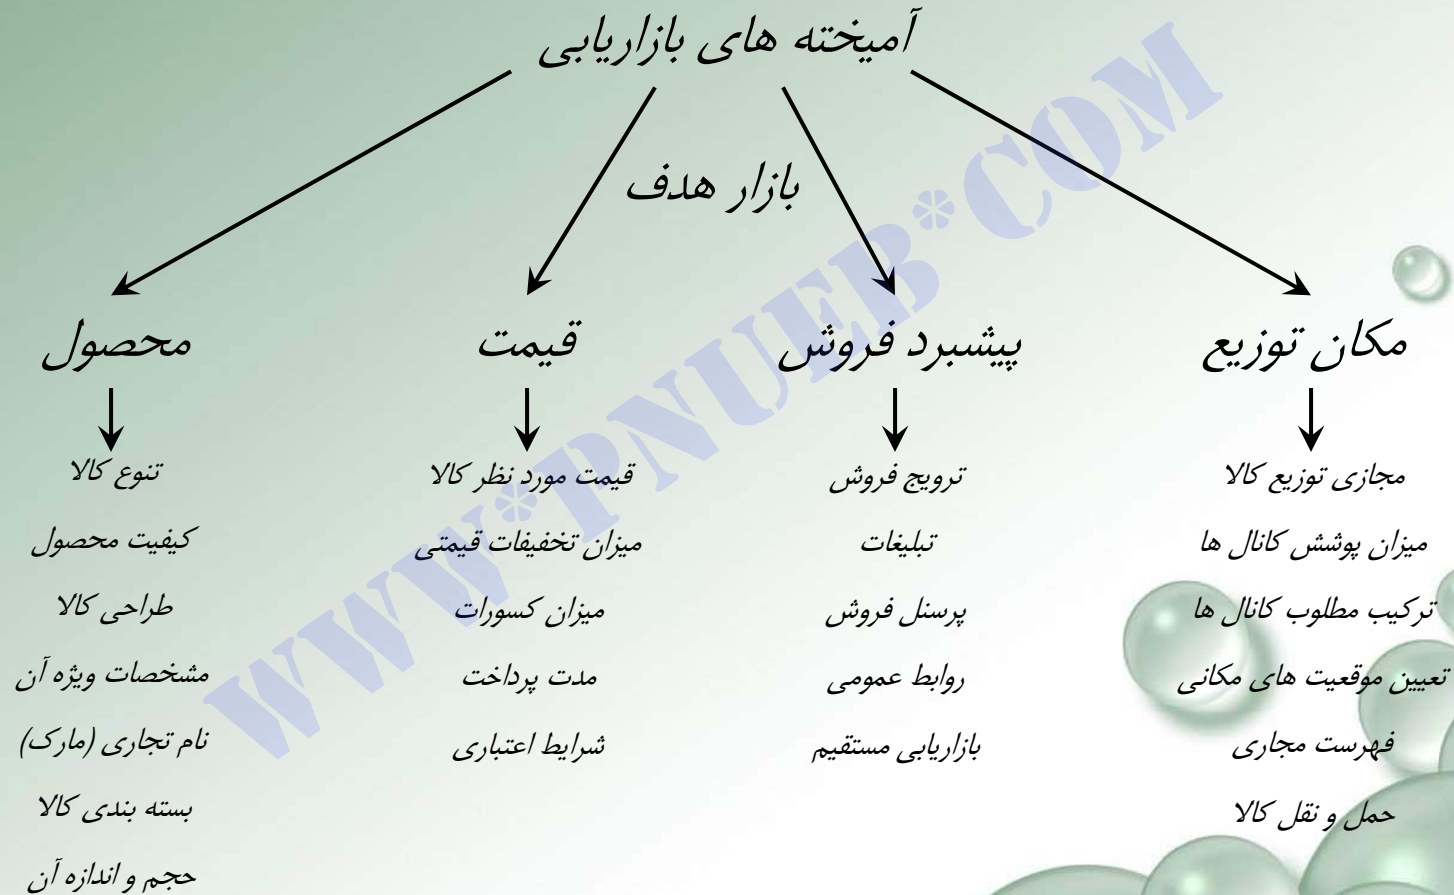 آمیخته های بازاریابی
بازار هدف
مکان توزیع
مجازی توزیع کالا
میزان پوشش کانال ها
ترکیب مطلوب کانال ها
تعیین موقعیت های مکانی
فهرست مجاری
حمل و نقل کالا
پیشبرد فروش
ترویج فروش
تبلیغات
پرسنل فروش
روابط عمومی
بازاریابی مستقیم
قیمت
قیمت مورد نظر کالا
میزان تخفیفات قیمتی
میزان کسورات
مدت پرداخت
شرایط اعتباری
محصول
تنوع کالا
کیفیت محصول
طراحی کالا
مشخصات ویژه آن
نام تجاری (مارک)
بسته بندی کالا
حجم و اندازه آن
WWW*PNUEB*COM